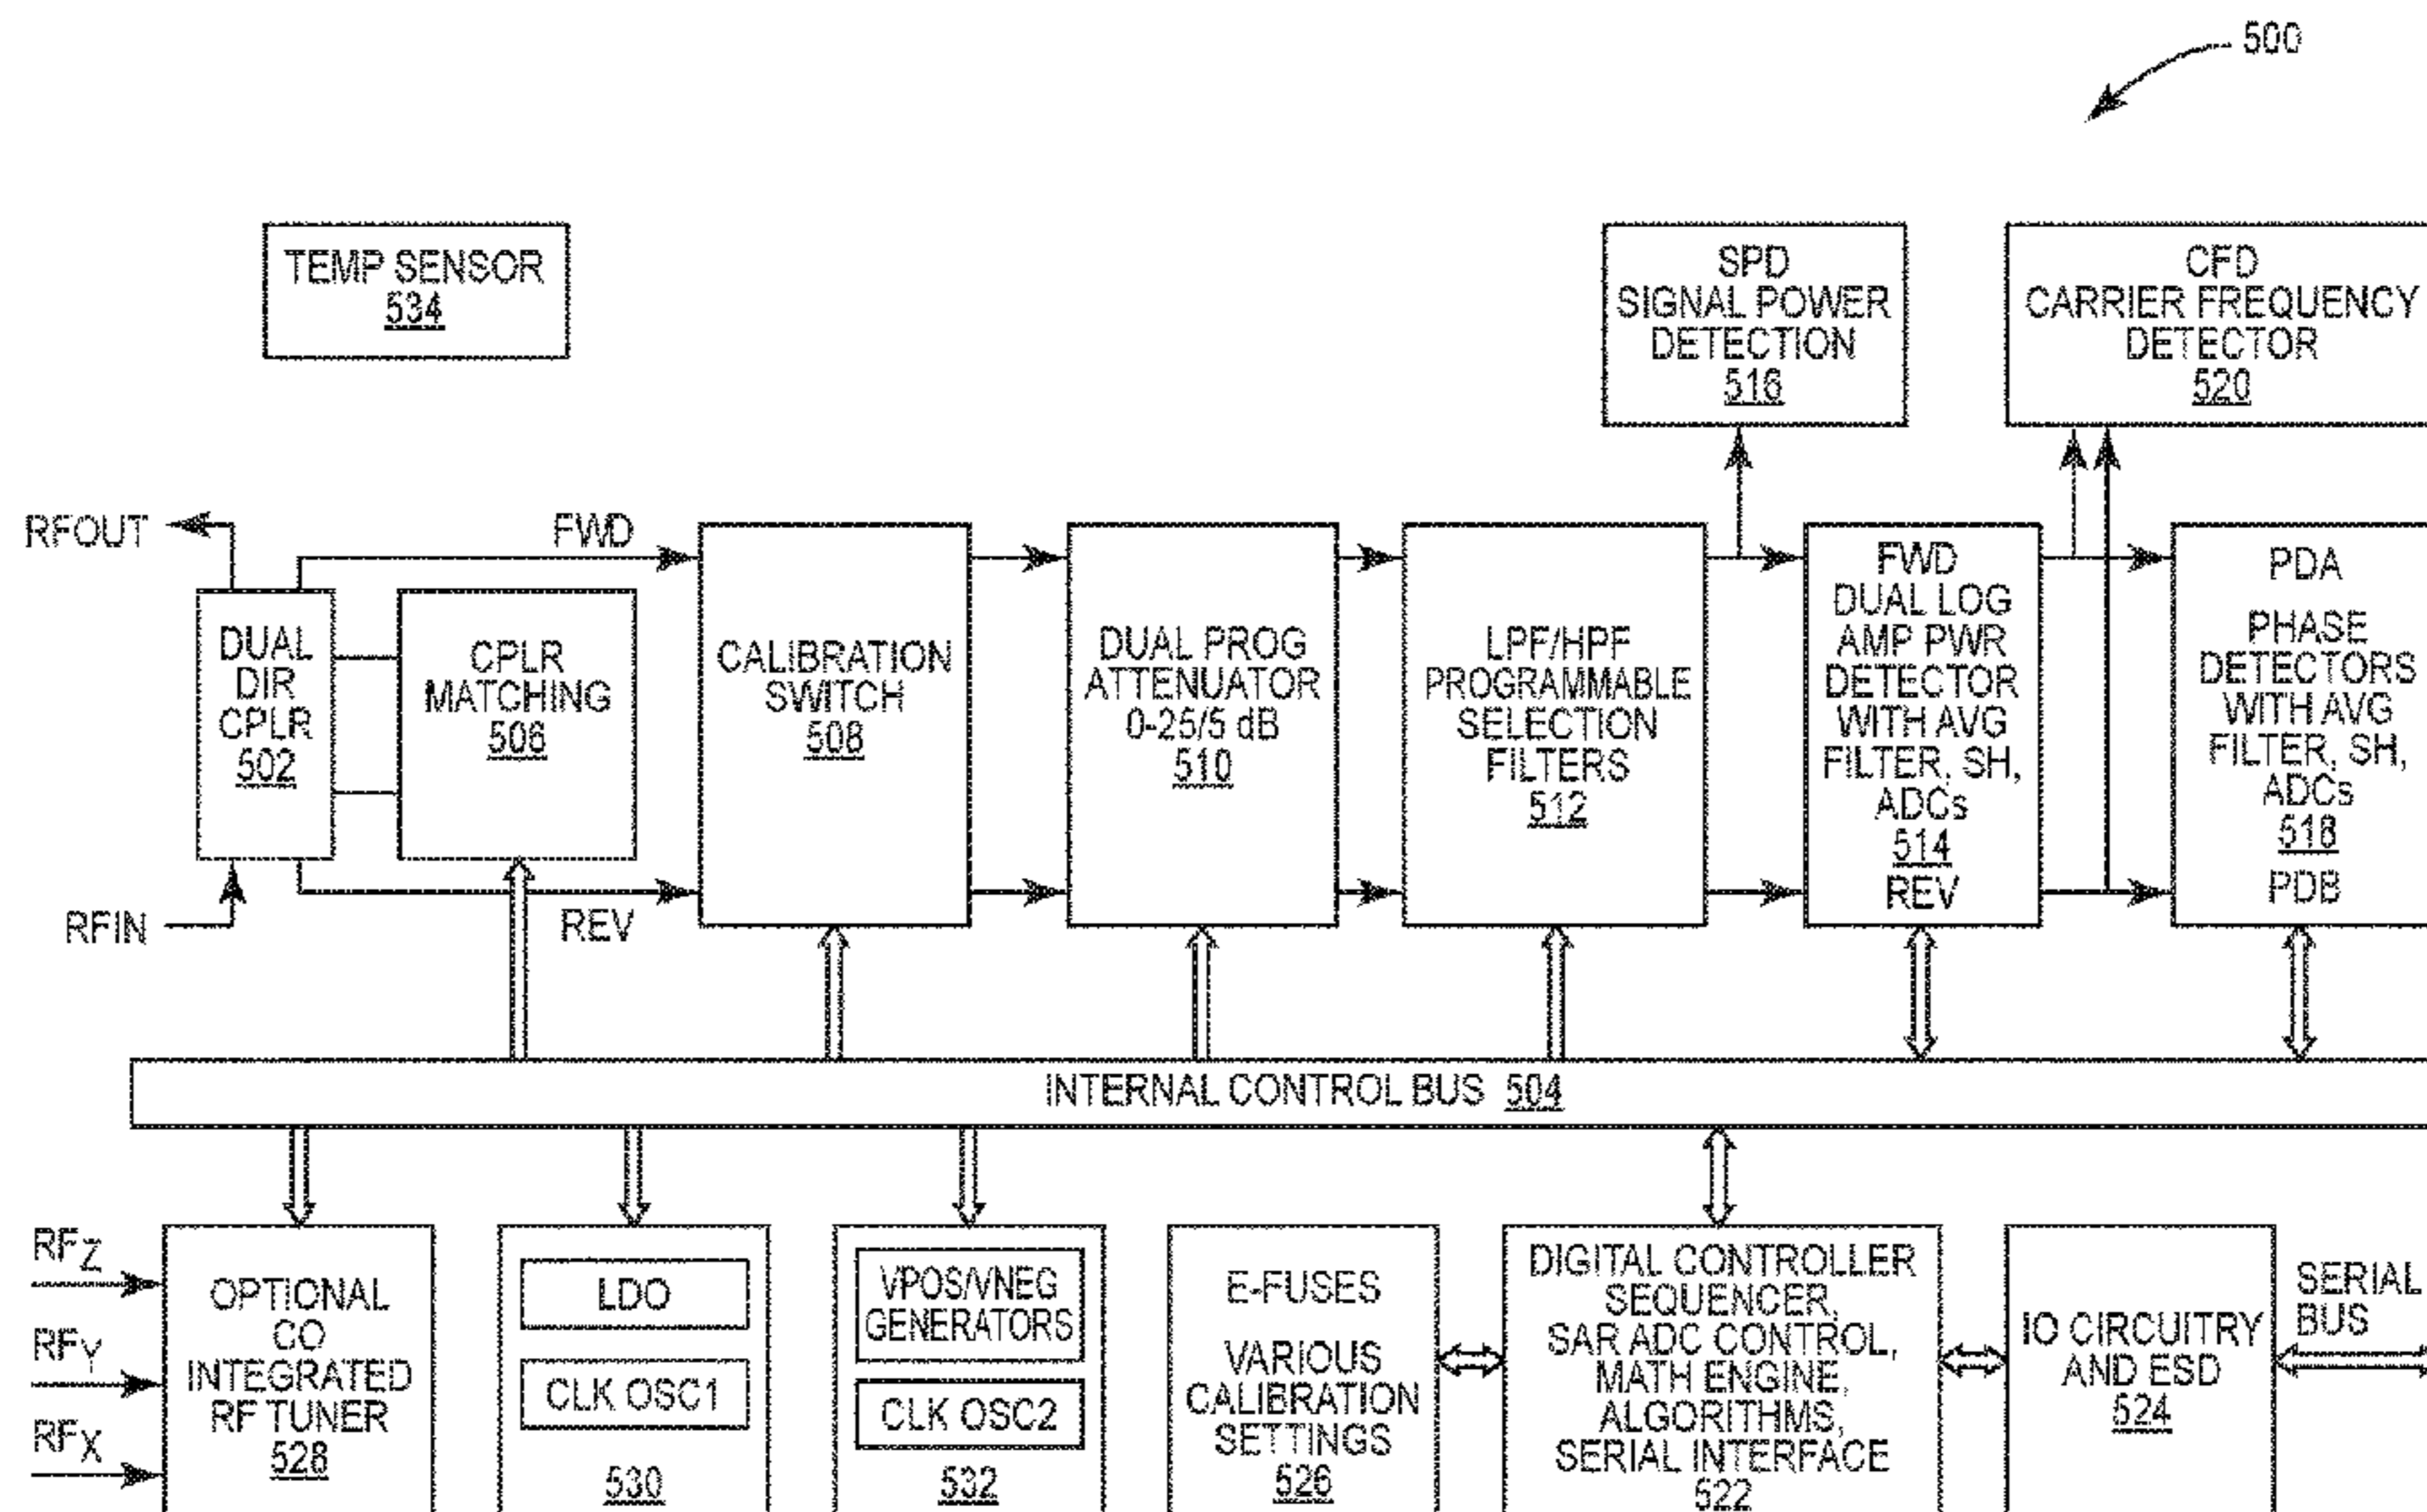 500
TEMP SENSOR
534
SPD
SIGNAL POWER
DETECTION
516
CFD
CARRIER FREQUENCY
DETECTOR
520
RFOUT
FWD
DUAL
DIR
CPLR
502
CPLR
MATCHING
506
CALIBRATION
SWITCH
508
DUAL PROG
ATTENUATOR
0-25/5 dB
510
LPF/HPF
PROGRAMMABLE
SELECTION
FILTERS
512
FWD
DUAL LOG
AMP PWR
DETECTOR
WITH AVG
FILTER, SH,
ADCs
514
REV
PDA
PHASE
DETECTORS
WITH AVG
FILTER, SH,
ADCs
518
PDB
RFIN
REV
INTERNAL CONTROL BUS 504
RFZ
RFY
RFX
OPTIONAL
CO
INTEGRATED
RF TUNER
528
LDO
CLK OSC1
530
VPOS/VNEG
GENERATORS
CLK OSC2
532
E-FUSES
VARIOUS
CALIBRATION
SETTINGS
526
DIGITAL CONTROLLER
SEQUENCER,
SAR ADC CONTROL,
MATH ENGINE,
ALGORITHMS,
SERIAL INTERFACE
522
IO CIRCUITRY
AND ESD
524
SERIAL
BUS